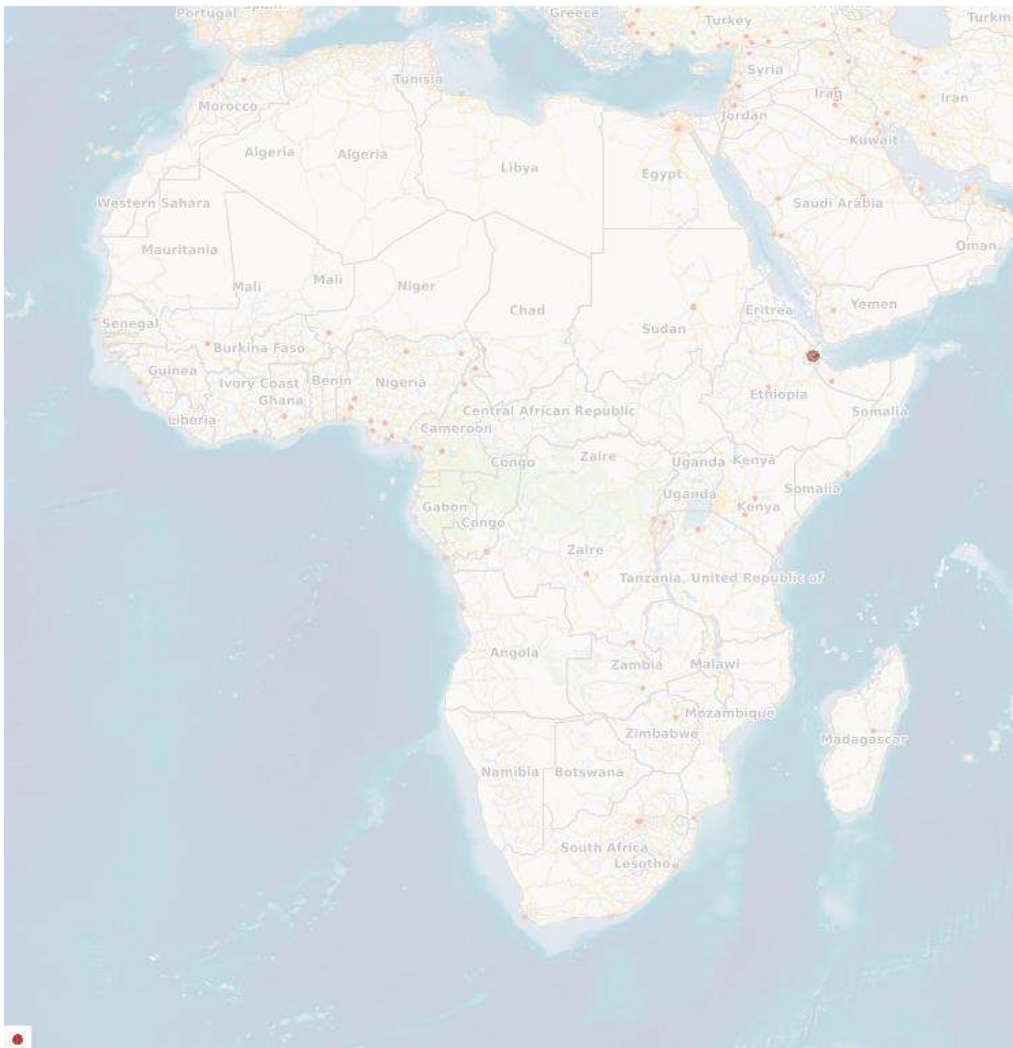 Portugal
Spain
Greece
Turkey
Armenia
Turkm
Tunisia
Syria
Iraq
Iran
Morocco
Jordan
Kuwait
Algeria
Algeria
Libya
Egypt
Western Sahara
Saudi Arabia
Mauritania
Oman
Mali
Mali
Niger
Chad
Yemen
Senegal
Sudan
Eritrea
Burkina Faso
Guinea
Ivory Coast
Benin
Nigeria
Ghana
Ethiopia
Liberia
Central African Republic
Somalia
Cameroon
Congo
Zaire
Uganda
Kenya
Somalia
Uganda
Gabon
Kenya
Congo
Zaire
Tanzania, United Republic of
Angola
Zambia
Malawi
Mozambique
Zimbabwe
Madagascar
Namibia
Botswana
South Africa
Lesotho